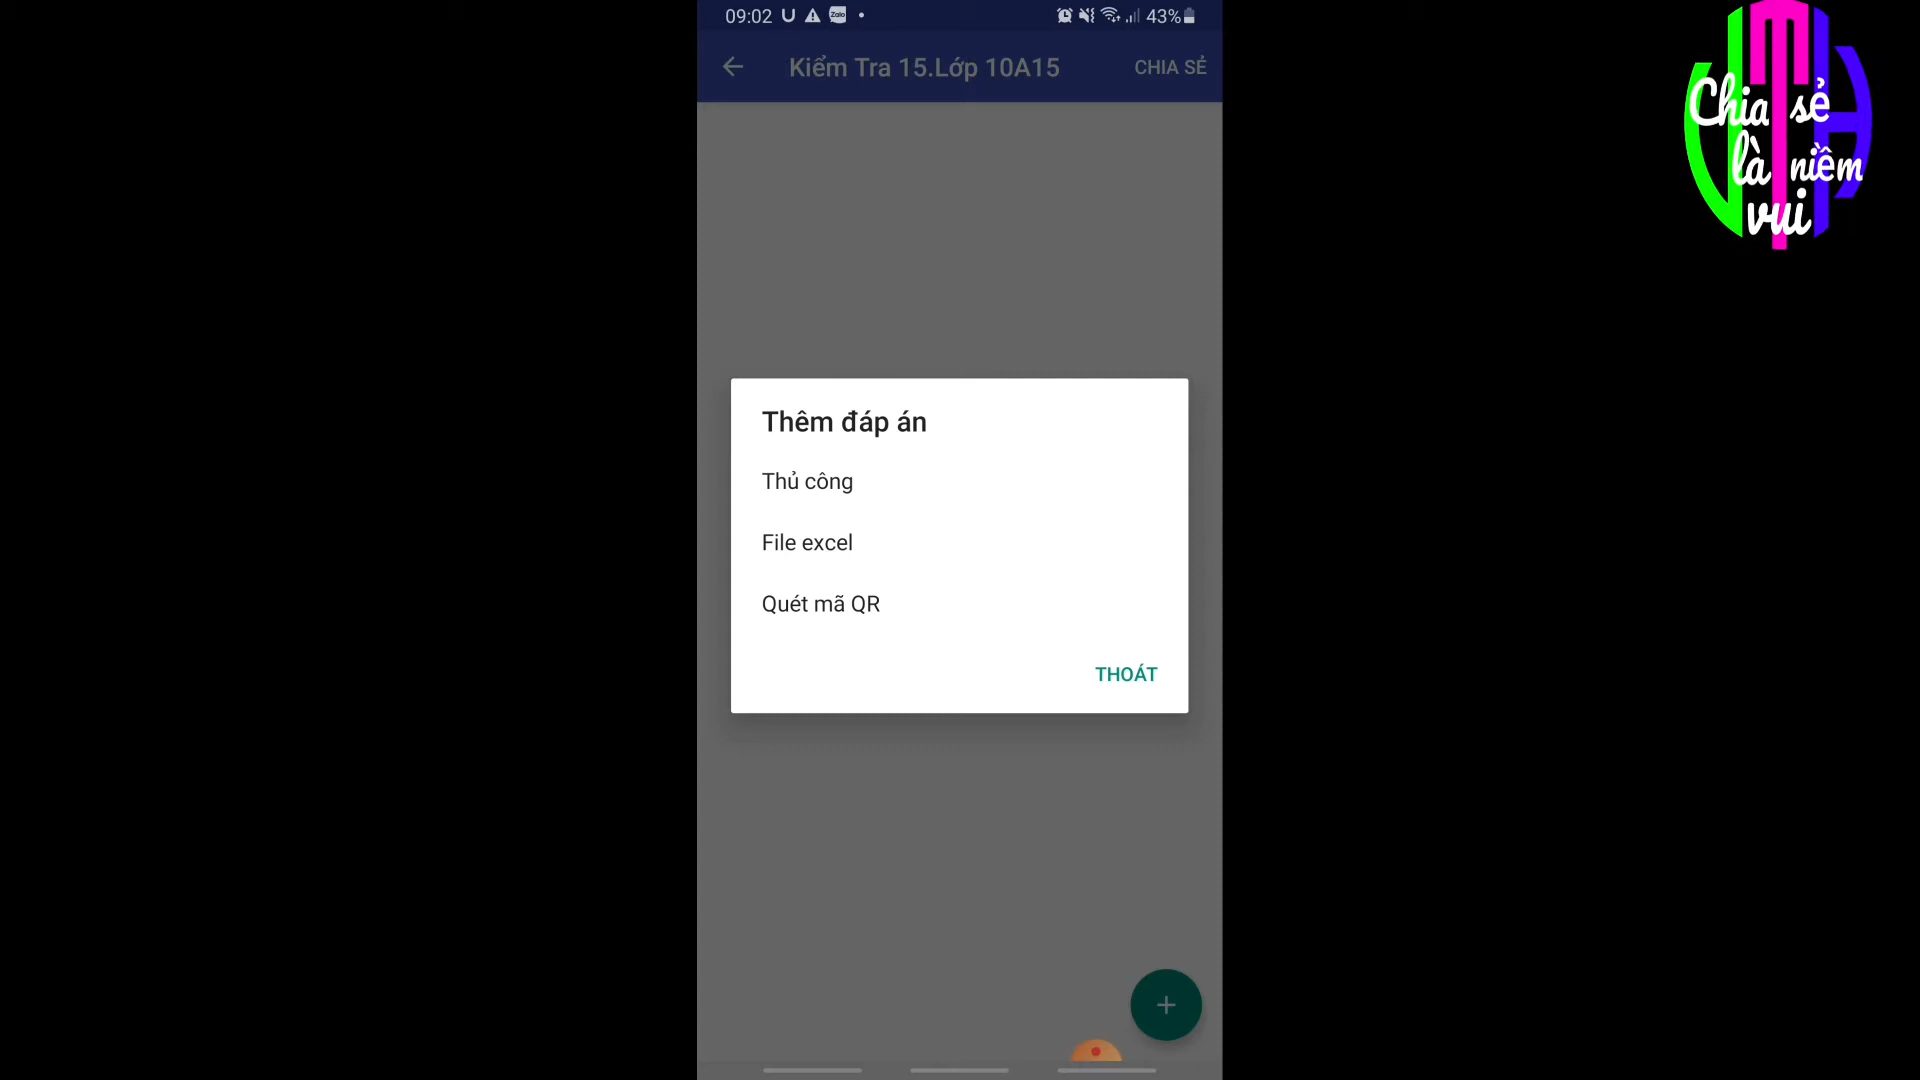 09:02 Zalo 43%
Kiểm Tra 15.Lớp 10A15 CHIA SẺ
Chia sẻ
là niềm
vui
Thêm đáp án
Thủ công
File excel
Quét mã QR
THOÁT